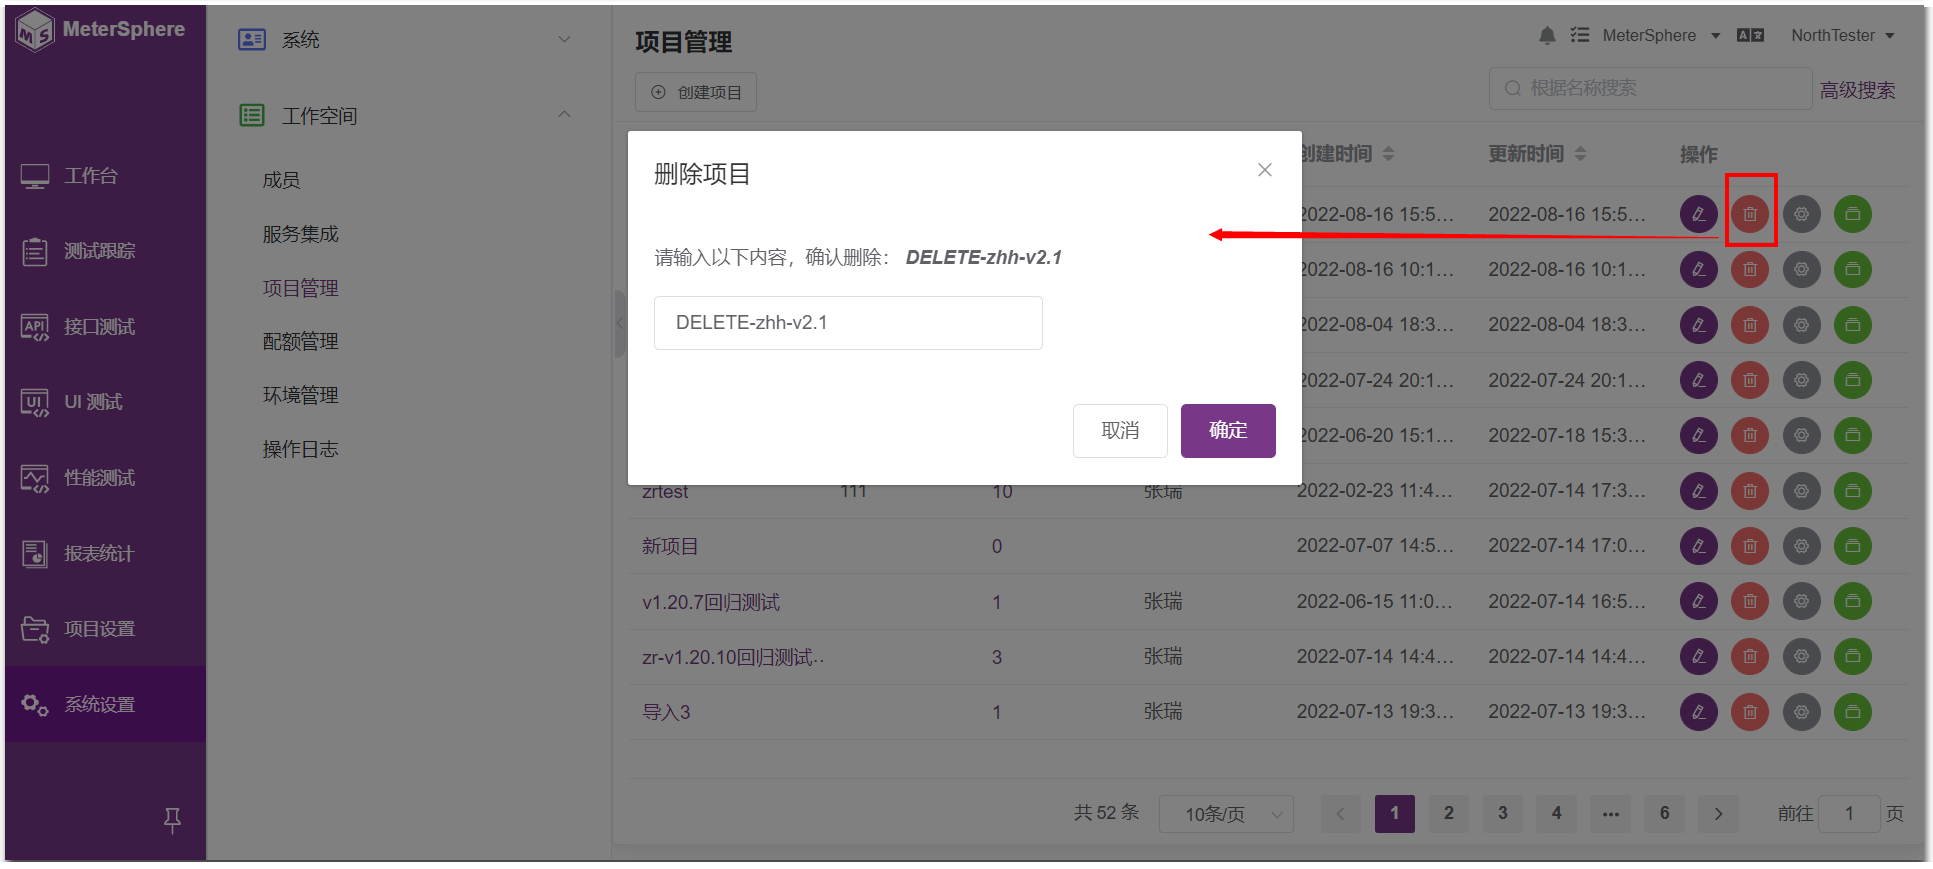 MeterSphere
工作台
测试跟踪
API 接口测试
UI UI 测试
性能测试
报表统计
项目设置
系统设置
系统
工作空间
成员
服务集成
项目管理
配额管理
环境管理
操作日志
项目管理
MeterSphere
NorthTester
创建项目
根据名称搜索
高级搜索
创建时间 更新时间 操作
删除项目
请输入以下内容，确认删除： DELETE-zhh-v2.1
DELETE-zhh-v2.1
取消 确定
2022-08-16 15:5... 2022-08-16 15:5...
2022-08-16 10:1... 2022-08-16 10:1...
2022-08-04 18:3... 2022-08-04 18:3...
2022-07-24 20:1... 2022-07-24 20:1...
2022-06-20 15:1... 2022-07-18 15:3...
zrtest 111 10 张瑞 2022-02-23 11:4... 2022-07-14 17:3...
新项目 0 2022-07-07 14:5... 2022-07-14 17:0...
v1.20.7回归测试 1 张瑞 2022-06-15 11:0... 2022-07-14 16:5...
zr-v1.20.10回归测试.. 3 张瑞 2022-07-14 14:4... 2022-07-14 14:4...
导入3 1 张瑞 2022-07-13 19:3... 2022-07-13 19:3...
共 52 条 10条/页 1 2 3 4 ... 6 前往 1 页